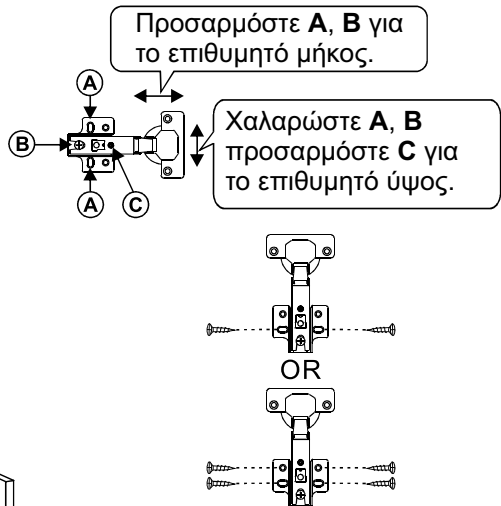 Προσαρμόστε A, B για
το επιθυμητό μήκος.
A
B
Χαλαρώστε A, B
προσαρμόστε C για
το επιθυμητό ύψος.
A
C
OR